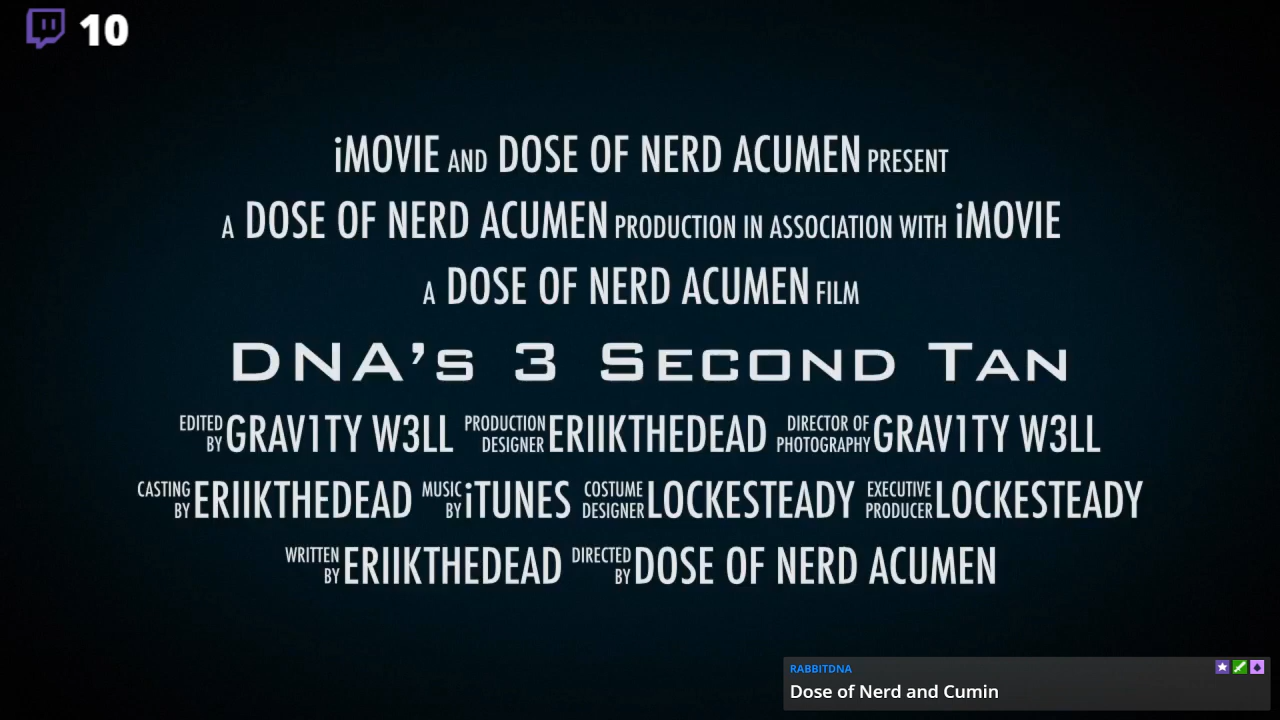 10
iMOVIE AND DOSE OF NERD ACUMEN PRESENT
A DOSE OF NERD ACUMEN PRODUCTION IN ASSOCIATION WITH iMOVIE
A DOSE OF NERD ACUMEN FILM
DNA'S 3 SECOND TAN
EDITED BY GRAV1TY W3LL PRODUCTION DESIGNER ERIIKTHEDEAD DIRECTOR OF PHOTOGRAPHY GRAV1TY W3LL
CASTING BY ERIIKTHEDEAD MUSIC BY iTUNES COSTUME DESIGNER LOCKESTEADY EXECUTIVE PRODUCER LOCKESTEADY
WRITTEN BY ERIIKTHEDEAD DIRECTED BY DOSE OF NERD ACUMEN
RABBITDNA
Dose of Nerd and Cumin